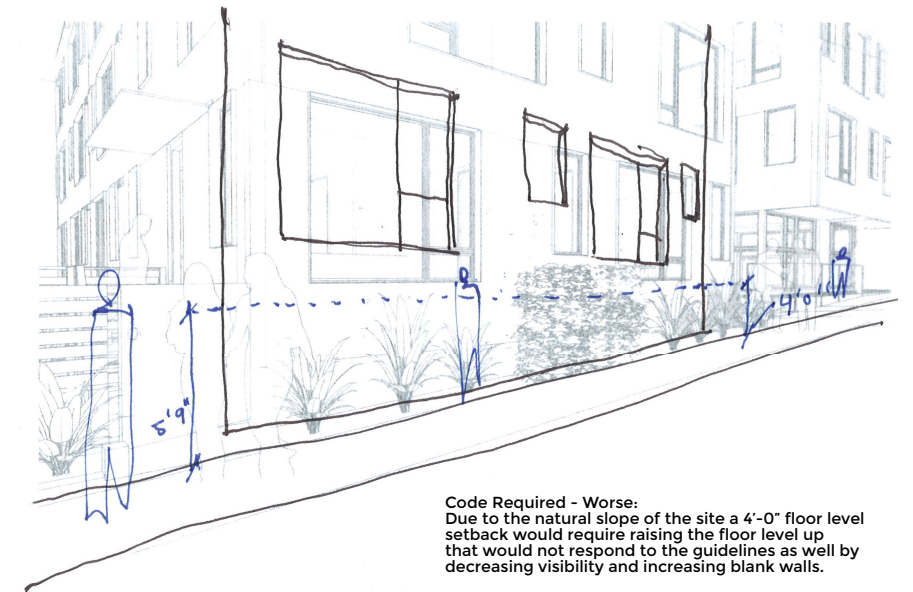 5'9"
4'0"
Code Required - Worse:
Due to the natural slope of the site a 4’-0” floor level
setback would require raising the floor level up
that would not respond to the guidelines as well by
decreasing visibility and increasing blank walls.